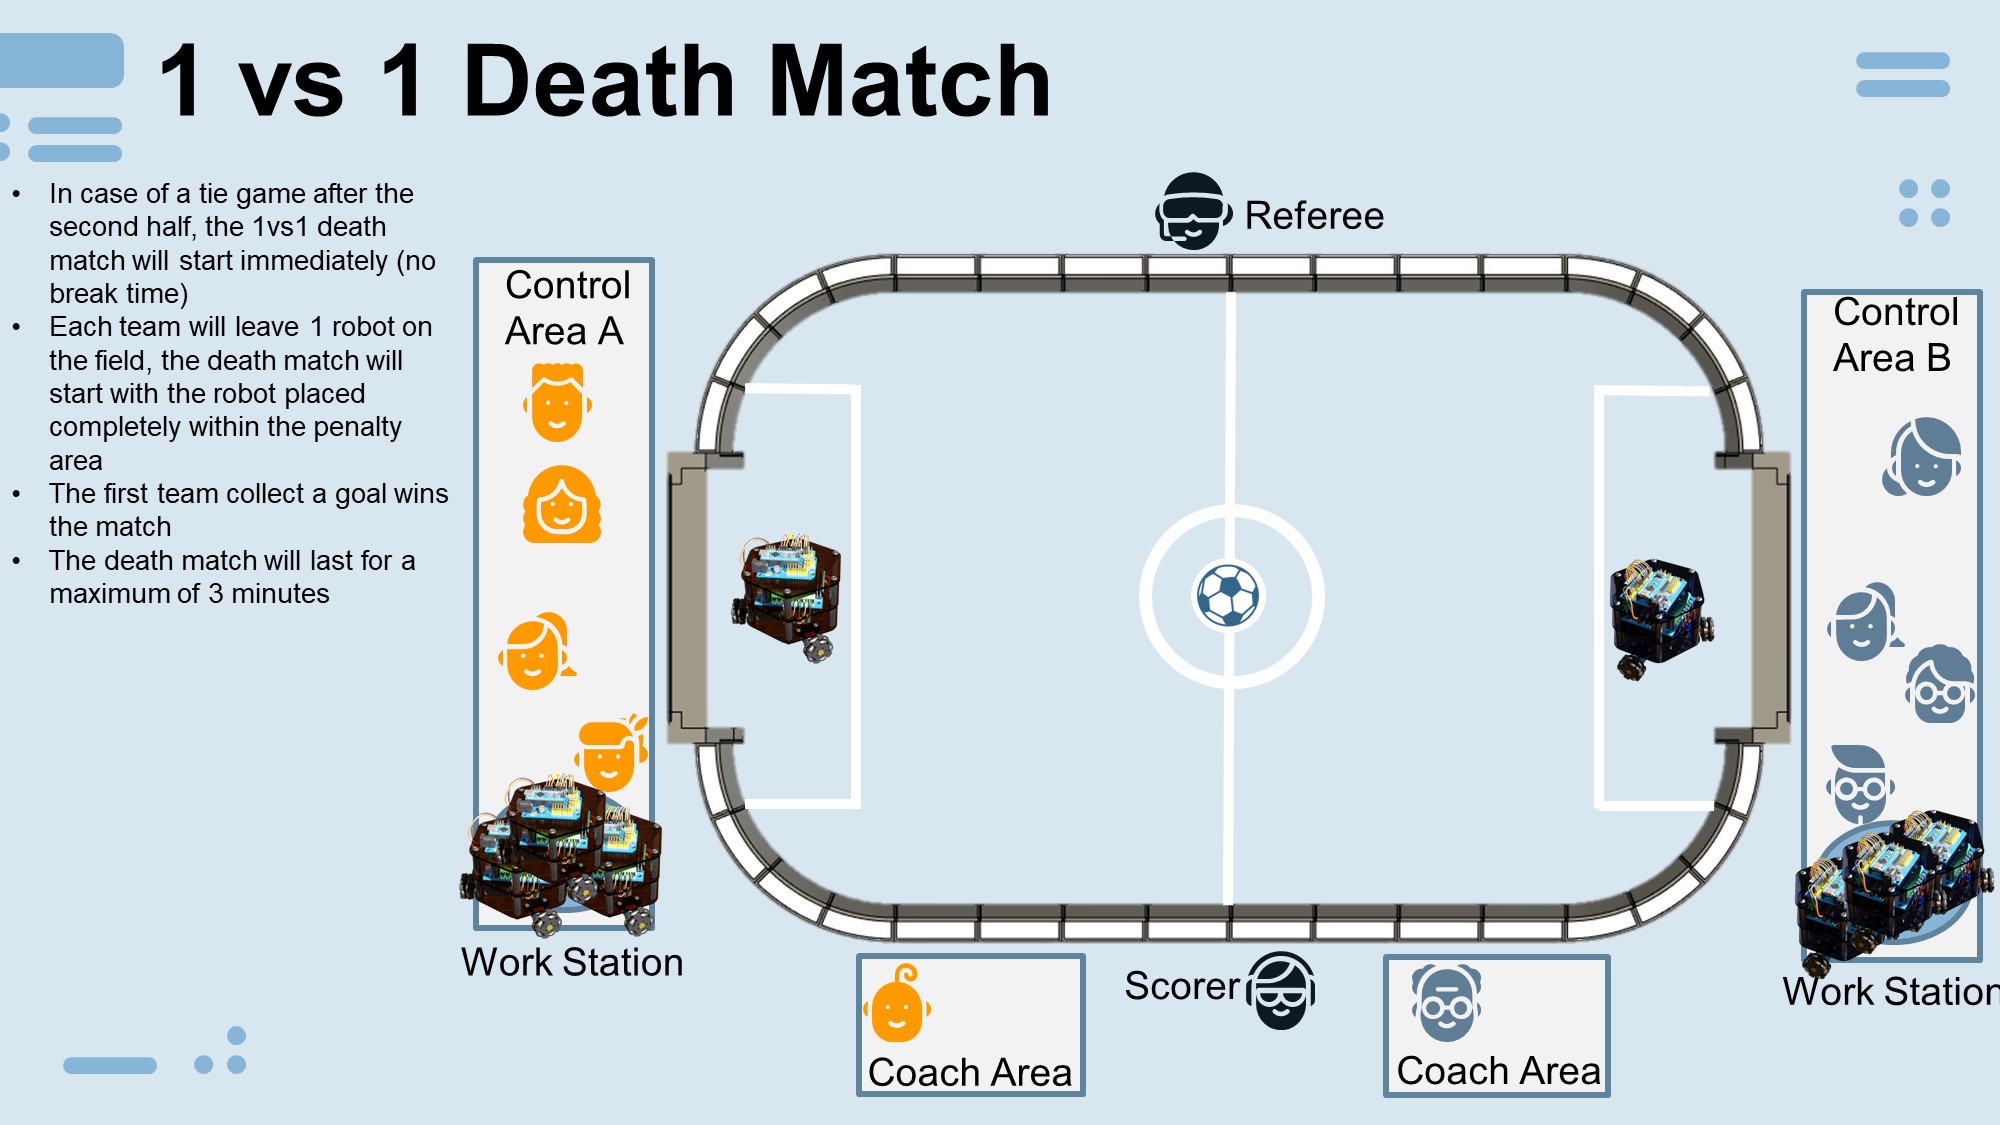 1 vs 1 Death Match
• In case of a tie game after the
second half, the 1vs1 death
match will start immediately (no
break time)
• Each team will leave 1 robot on
the field, the death match will
start with the robot placed
completely within the penalty
area
• The first team collect a goal wins
the match
• The death match will last for a
maximum of 3 minutes
Referee
Control
Area A
Control
Area B
Work Station
Scorer
Work Station
Coach Area
Coach Area